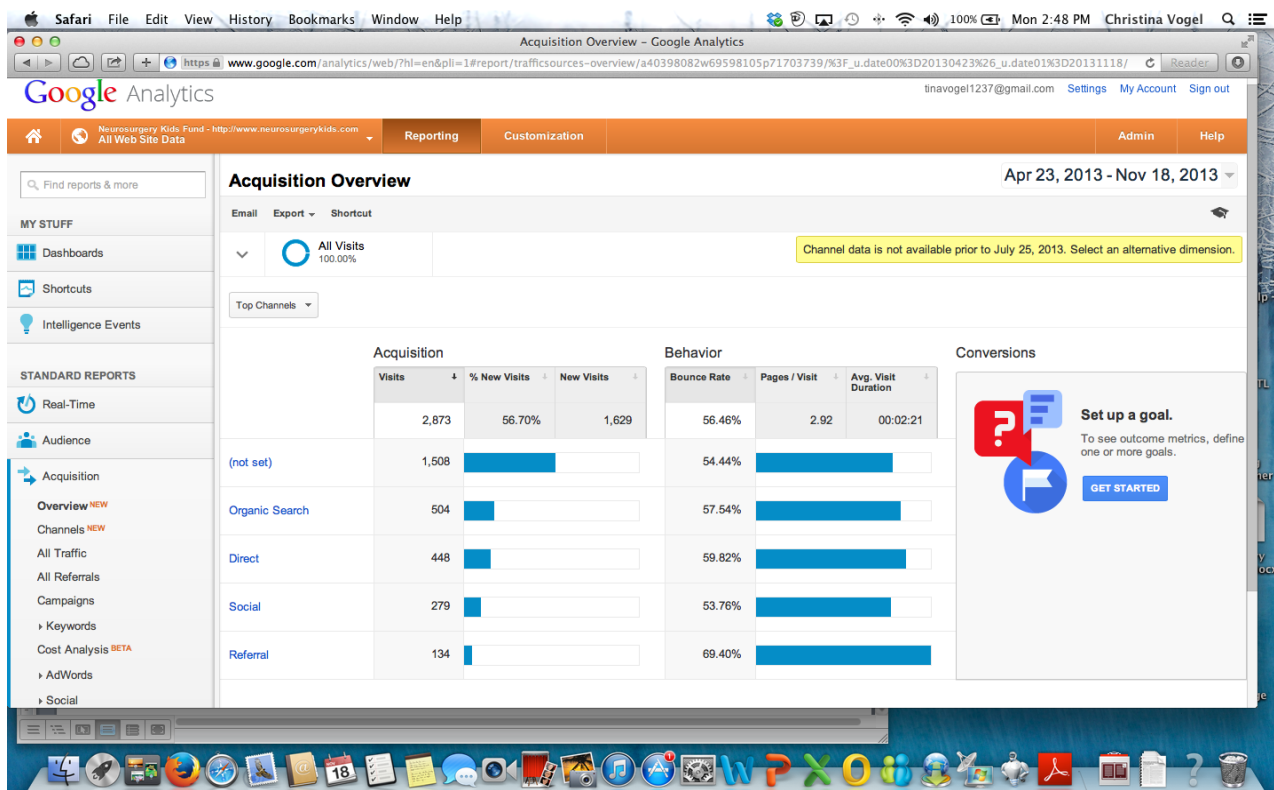 Safari File Edit View History Bookmarks Window Help 100% Mon 2:48 PM Christina Vogel
Acquisition Overview – Google Analytics
https www.google.com/analytics/web/?hl=en&pli=1#report/trafficsources-overview/a40398082w69598105p71703739/%3F_u.date00%3D20130423%26_u.date01%3D20131118/ Reader
Google Analytics
tinavogel1237@gmail.com Settings My Account Sign out
Neurosurgery Kids Fund - http://www.neurosurgerykids.com
All Web Site Data
Reporting Customization Admin Help
Find reports & more
MY STUFF
Dashboards
Shortcuts
Intelligence Events
STANDARD REPORTS
Real-Time
Audience
Acquisition
Overview NEW
Channels NEW
All Traffic
All Referrals
Campaigns
Keywords
Cost Analysis BETA
AdWords
Social
Acquisition Overview
Apr 23, 2013 - Nov 18, 2013
Email Export Shortcut
All Visits
100.00%
Channel data is not available prior to July 25, 2013. Select an alternative dimension.
Top Channels
Acquisition Behavior Conversions
Visits % New Visits New Visits Bounce Rate Pages / Visit Avg. Visit
Duration
2,873 56.70% 1,629 56.46% 2.92 00:02:21
(not set) 1,508 54.44%
Organic Search 504 57.54%
Direct 448 59.82%
Social 279 53.76%
Referral 134 69.40%
Set up a goal.
To see outcome metrics, define
one or more goals.
GET STARTED
18